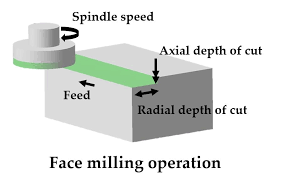 Spindle speed
Axial depth of cut
Feed
Radial depth of cut
Face milling operation